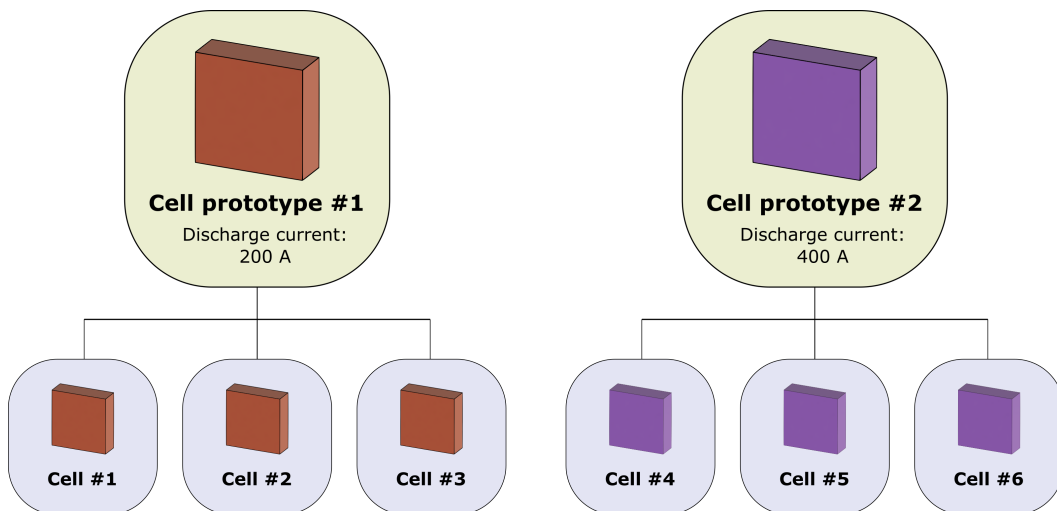 Cell prototype #1
Discharge current:
200 A
Cell prototype #2
Discharge current:
400 A
Cell #1
Cell #2
Cell #3
Cell #4
Cell #5
Cell #6